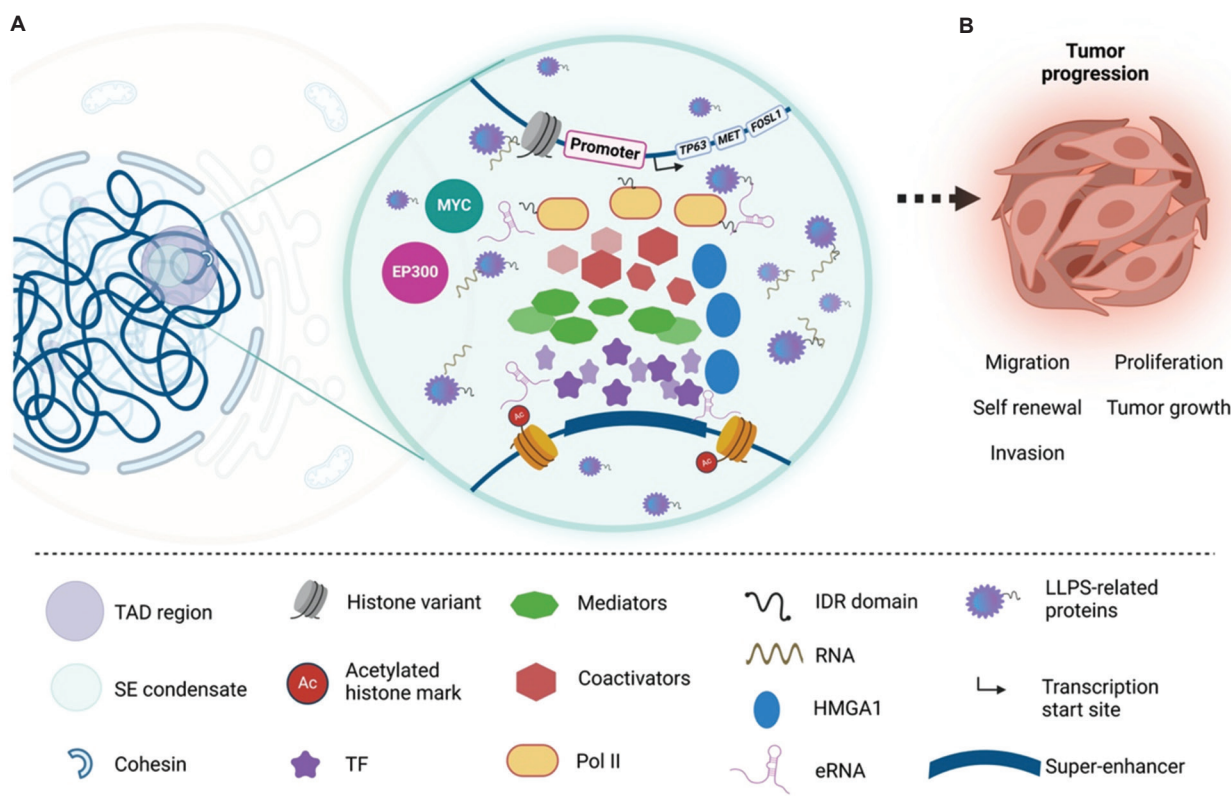 A
B
Tumor
progression
Promoter
TP63
MET
FOSL1
MYC
EP300
Ac
Ac
Migration
Proliferation
Self renewal
Tumor growth
Invasion
TAD region
Histone variant
Mediators
IDR domain
LLPS-related
proteins
RNA
SE condensate
Ac
Acetylated
histone mark
Coactivators
HMGA1
Transcription
start site
Cohesin
TF
Pol II
eRNA
Super-enhancer